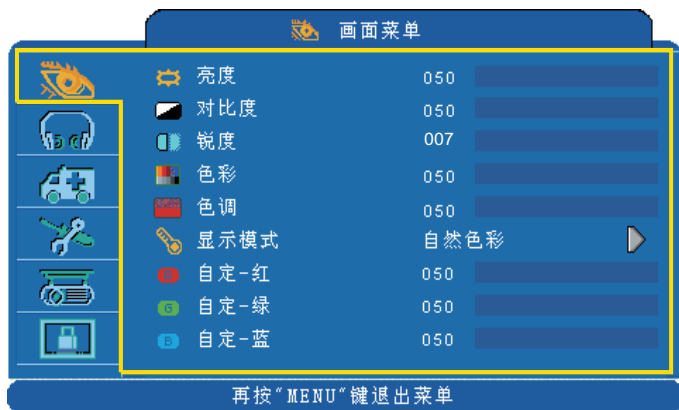 画面菜单
亮度 050
对比度 050
锐度 007
色彩 050
色调 050
显示模式 自然色彩
R 自定-红 050
G 自定-绿 050
B 自定-蓝 050
再按“MENU“键退出菜单